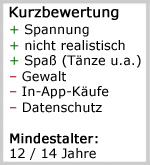 Kurzbewertung
+ Spannung
+ nicht realistisch
+ Spaß (Tänze u.a.)
– Gewalt
– In-App-Käufe
– Datenschutz
Mindestalter:
12 / 14 Jahre